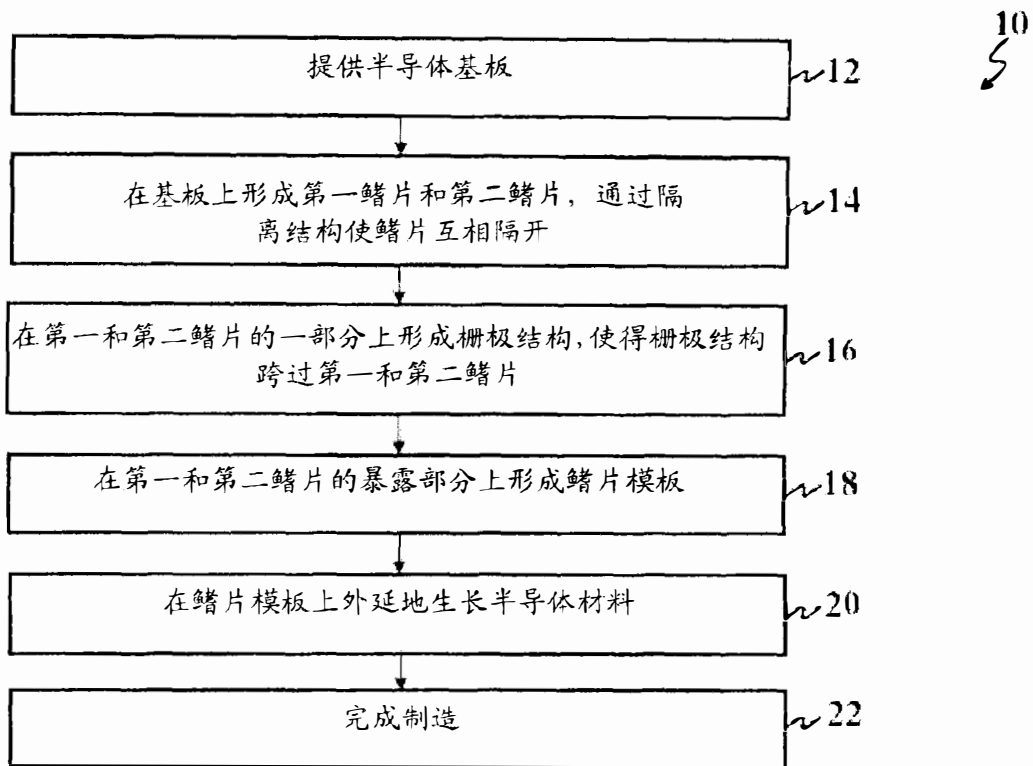 10
提供半导体基板
12
在基板上形成第一鳍片和第二鳍片，通过隔
离结构使鳍片互相隔开
14
在第一和第二鳍片的一部分上形成栅极结构,使得栅极结构
跨过第一和第二鳍片
16
在第一和第二鳍片的暴露部分上形成鳍片模板
18
在鳍片模板上外延地生长半导体材料
20
完成制造
22